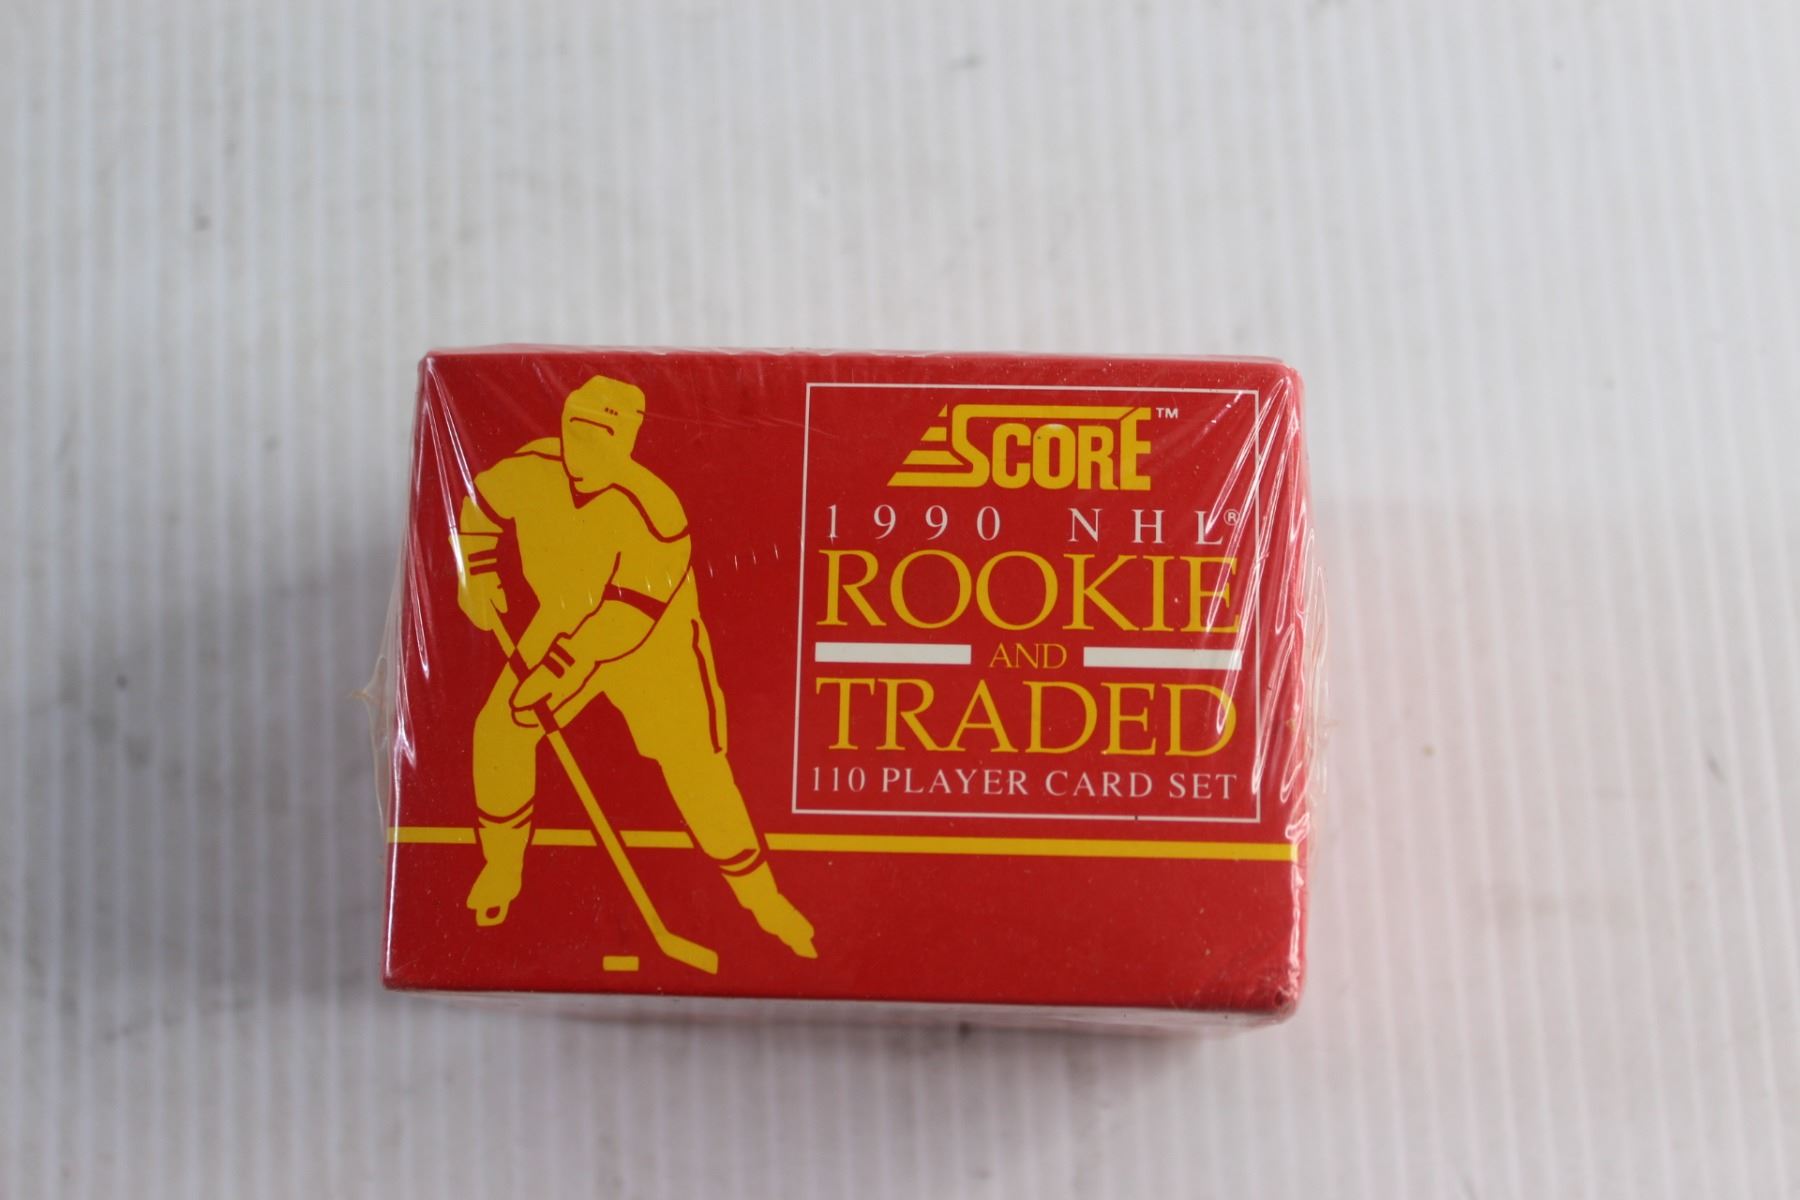 SCORE™
1990 NHL®
ROOKIE
AND
TRADED
110 PLAYER CARD SET